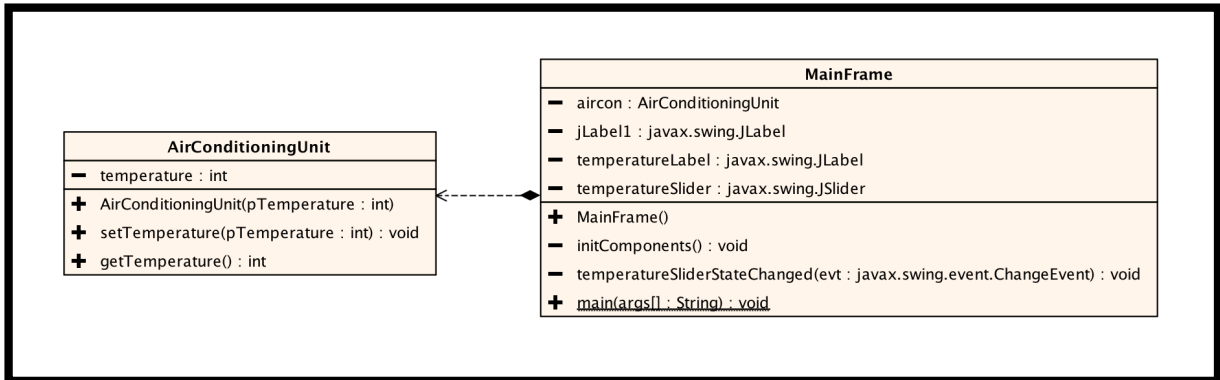 AirConditioningUnit
− temperature : int
+ AirConditioningUnit(pTemperature : int)
+ setTemperature(pTemperature : int) : void
+ getTemperature() : int
MainFrame
− aircon : AirConditioningUnit
− jLabel1 : javax.swing.JLabel
− temperatureLabel : javax.swing.JLabel
− temperatureSlider : javax.swing.JSlider
+ MainFrame()
− initComponents() : void
− temperatureSliderStateChanged(evt : javax.swing.event.ChangeEvent) : void
+ main(args[] : String) : void